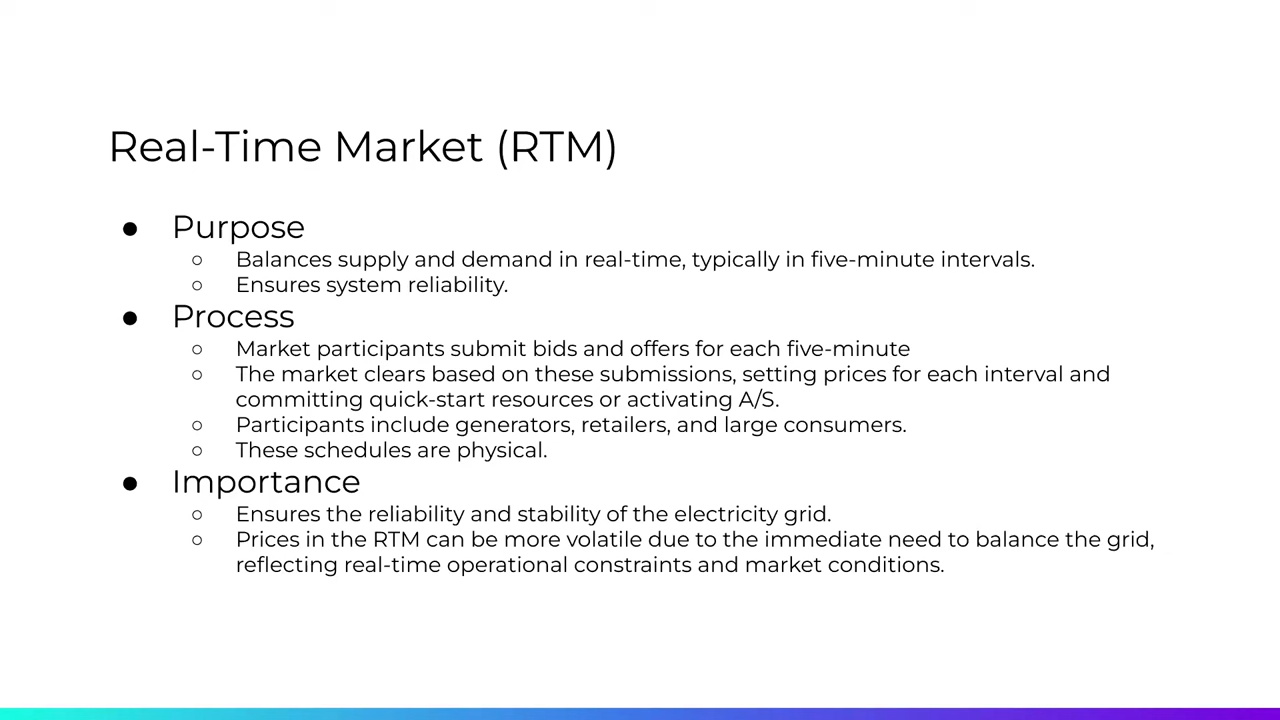 Real-Time Market (RTM)
● Purpose
○ Balances supply and demand in real-time, typically in five-minute intervals.
○ Ensures system reliability.
● Process
○ Market participants submit bids and offers for each five-minute
○ The market clears based on these submissions, setting prices for each interval and
committing quick-start resources or activating A/S.
○ Participants include generators, retailers, and large consumers.
○ These schedules are physical.
● Importance
○ Ensures the reliability and stability of the electricity grid.
○ Prices in the RTM can be more volatile due to the immediate need to balance the grid,
reflecting real-time operational constraints and market conditions.